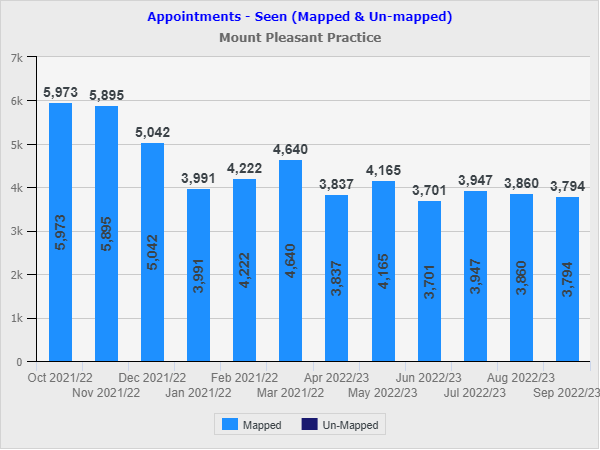 Appointments - Seen (Mapped & Un-mapped)
Mount Pleasant Practice
7k
6k
5k
4k
3k
2k
1k
0
5,973
5,895
5,042
3,991
4,222
4,640
3,837
4,165
3,701
3,947
3,860
3,794
5,973
5,895
5,042
3,991
4,222
4,640
3,837
4,165
3,701
3,947
3,860
3,794
Oct 2021/22
Nov 2021/22
Dec 2021/22
Jan 2021/22
Feb 2021/22
Mar 2021/22
Apr 2022/23
May 2022/23
Jun 2022/23
Jul 2022/23
Aug 2022/23
Sep 2022/23
Mapped
Un-Mapped